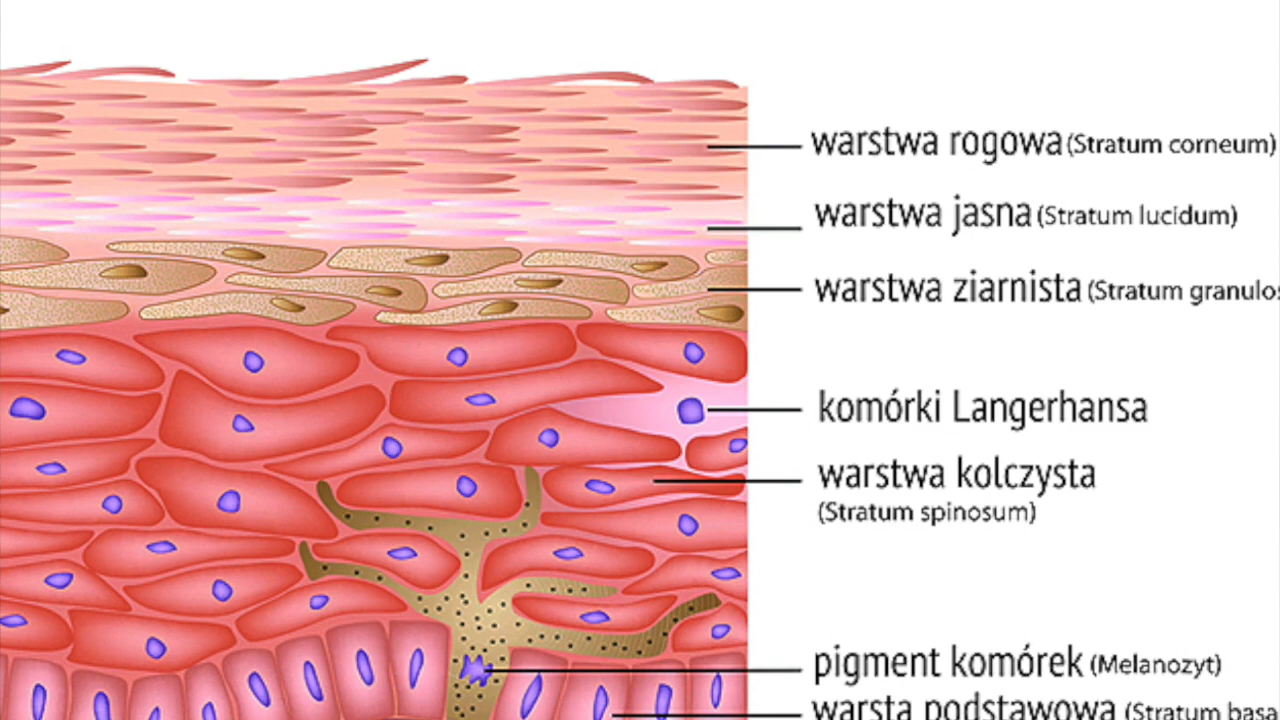 warstwa rogowa (Stratum corneum)
warstwa jasna (Stratum lucidum)
warstwa ziarnista (Stratum granulos
komórki Langerhansa
warstwa kolczysta
(Stratum spinosum)
pigment komórek (Melanozyt)
warsta podstawowa (Stratum basa